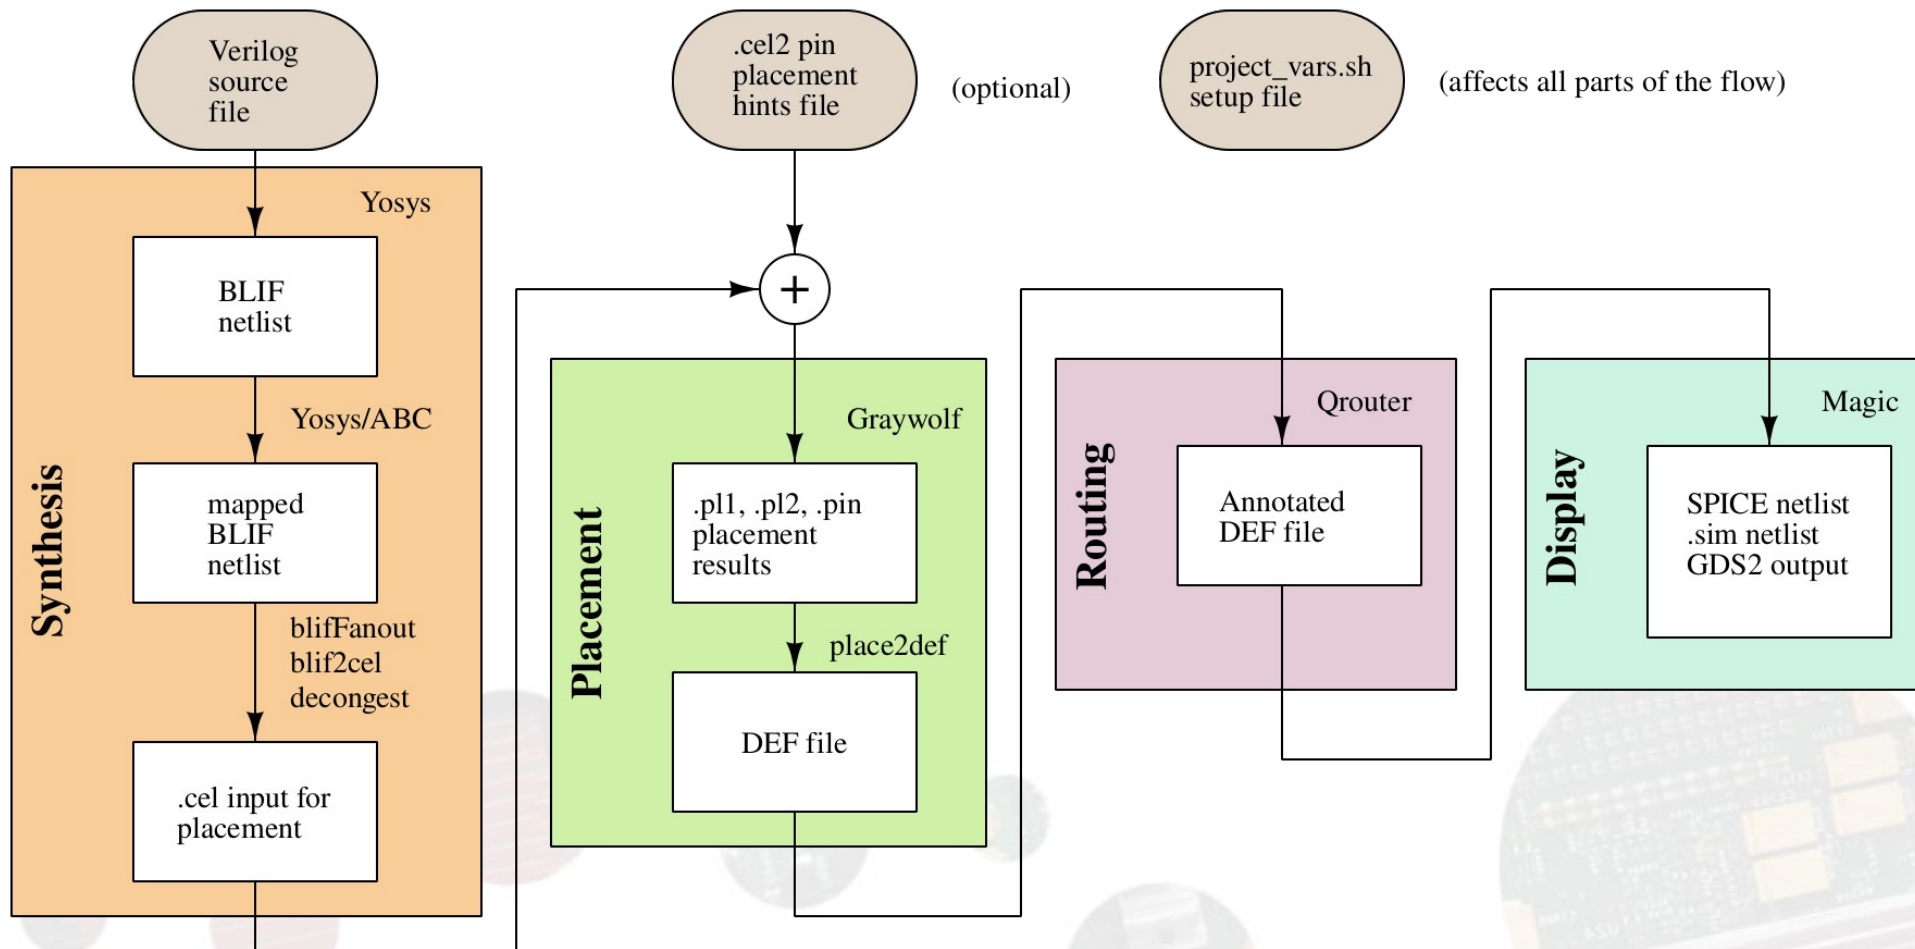 Verilog
source
file
.cel2 pin
placement
hints file
(optional)
project_vars.sh
setup file
(affects all parts of the flow)
Synthesis
Yosys
BLIF
netlist
Yosys/ABC
mapped
BLIF
netlist
blifFanout
blif2cel
decongest
.cel input for
placement
+
Placement
Graywolf
.pl1, .pl2, .pin
placement
results
place2def
DEF file
Routing
Qrouter
Annotated
DEF file
Display
Magic
SPICE netlist
.sim netlist
GDS2 output